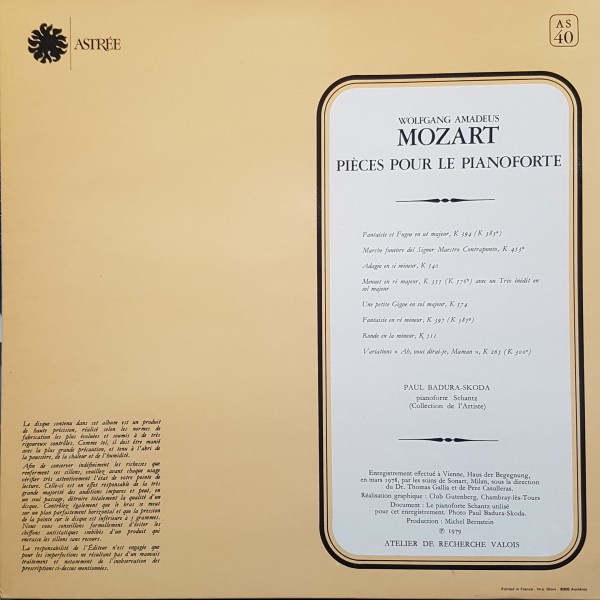 ASTRÉE
AS
40
WOLFGANG AMADEUS
MOZART
PIÈCES POUR LE PIANOFORTE
Fantaisie et Fugue en ut majeur, K 394 (K 383ª)
Marche funèbre del Signor Maestro Contrapunto, K 453ª
Adagio en si mineur, K 540
Menuet en ré majeur, K 355 (K 576ᵇ) avec un Trio inédit en
sol majeur
Une petite Gigue en sol majeur, K 574
Fantaisie en ré mineur, K 397 (K 385ᵍ)
Rondo en la mineur, K 511
Variations « Ah, vous dirai-je, Maman », K 265 (K 300ᵉ)
PAUL BADURA-SKODA
pianoforte Schantz
(Collection de l'Artiste)
Enregistrement effectué à Vienne, Haus der Begegnung,
en mars 1978, par les soins de Sonart, Milan, sous la direction
du Dr. Thomas Gallia et de Pere Casulleras.
Réalisation graphique : Club Gutenberg, Chambray-lès-Tours
Document : Le pianoforte Schantz utilisé
pour cet enregistrement. Photo Paul Badura-Skoda.
Production : Michel Bernstein
℗ 1979
ATELIER DE RECHERCHE VALOIS
Le disque contenu dans cet album est un produit
de haute précision, réalisé selon les normes de
fabrication les plus évoluées et soumis à de très
rigoureux contrôles. Comme tel, il doit être manié
avec la plus grande précaution, et tenu à l'abri de
la poussière, de la chaleur et de l'humidité.
Afin de conserver indéfiniment les richesses que
renferment ses sillons, veuillez, avant chaque usage
vérifier très attentivement l'état de votre pointe de
lecture. Celle-ci est en effet responsable de la très
grande majorité des auditions impures et peut, en
un seul passage, détruire totalement la qualité d'un
disque. Contrôlez également que le bras se meut
sur un plan parfaitement horizontal et que la pression
de la pointe sur le disque est inférieure à 3 grammes.
Nous vous conseillons formellement d'éviter les
chiffons antistatiques imbibés d'un produit qui
encrasse les sillons sans recours.
La responsabilité de l'Éditeur n'est engagée que
pour les imperfections ne résultant pas d'un mauvais
traitement et notamment de l'inobservation des
prescriptions ci-dessus mentionnées.
Printed in France
Asnières